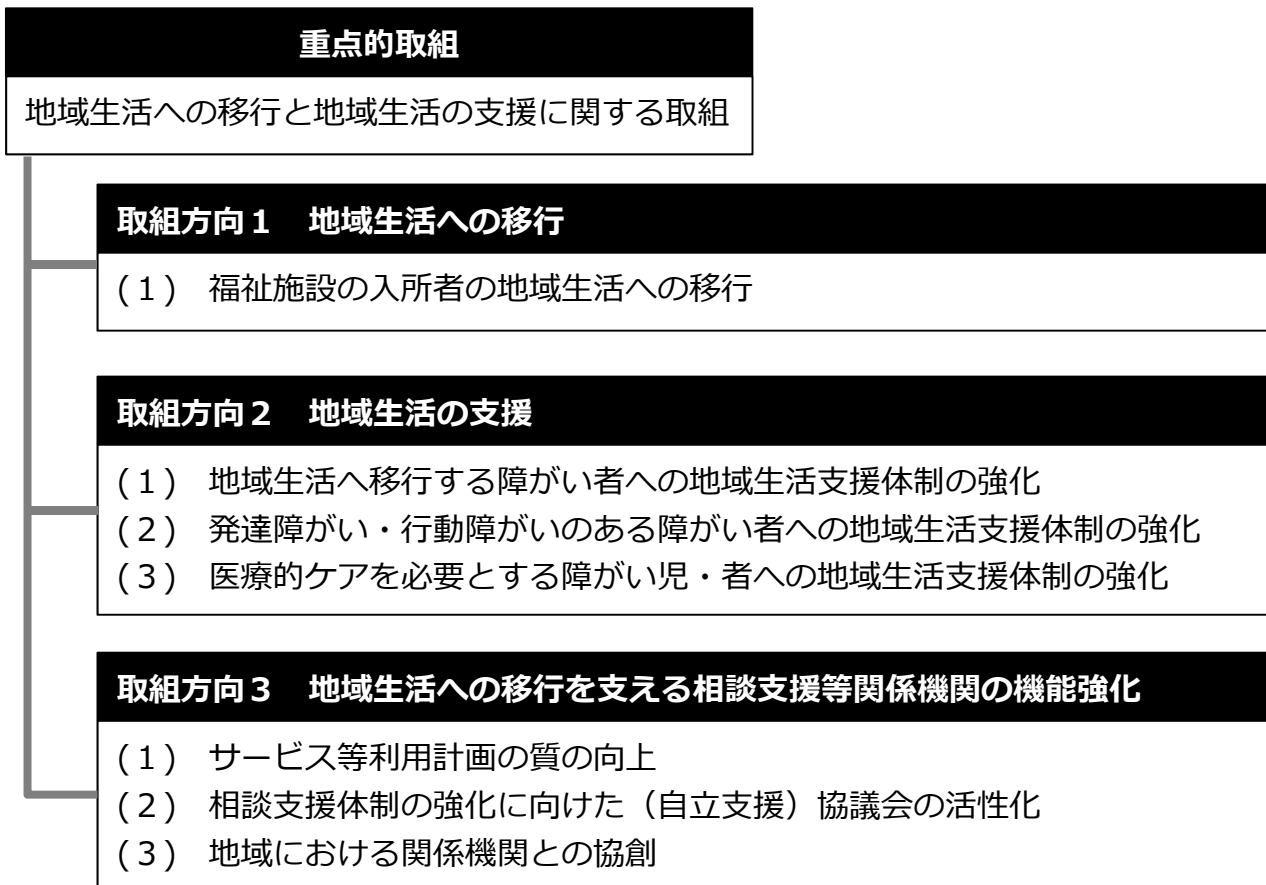 重点的取組
地域生活への移行と地域生活の支援に関する取組
取組方向１　地域生活への移行
(１)　福祉施設の入所者の地域生活への移行
取組方向２　地域生活の支援
(１)　地域生活へ移行する障がい者への地域生活支援体制の強化
(２)　発達障がい・行動障がいのある障がい者への地域生活支援体制の強化
(３)　医療的ケアを必要とする障がい児・者への地域生活支援体制の強化
取組方向３　地域生活への移行を支える相談支援等関係機関の機能強化
(１)　サービス等利用計画の質の向上
(２)　相談支援体制の強化に向けた（自立支援）協議会の活性化
(３)　地域における関係機関との協創